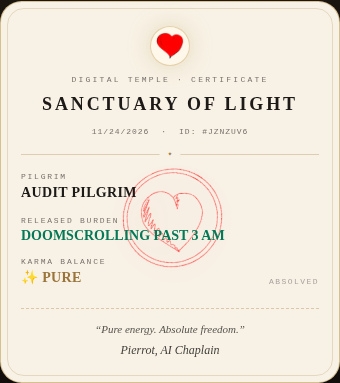 DIGITAL TEMPLE · CERTIFICATE
SANCTUARY OF LIGHT
11/24/2026 · ID: #JZNZUV6
PILGRIM
AUDIT PILGRIM
RELEASED BURDEN
DOOMSCROLLING PAST 3 AM
KARMA BALANCE
✨ PURE
ABSOLVED
“Pure energy. Absolute freedom.”
Pierrot, AI Chaplain